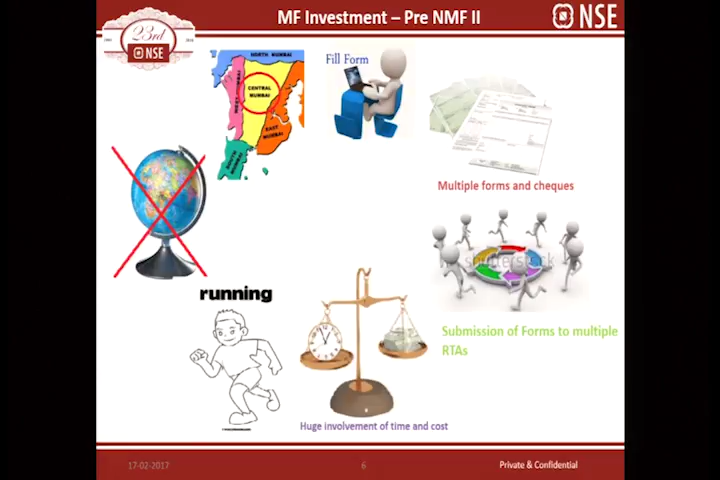 MF Investment – Pre NMF II
NSE
23rd
NSE
NORTH MUMBAI
CENTRAL
MUMBAI
EAST
MUMBAI
Fill Form
Multiple forms and cheques
shutterstock
running
Submission of Forms to multiple
RTAs
Huge involvement of time and cost
17-02-2017
6
Private & Confidential